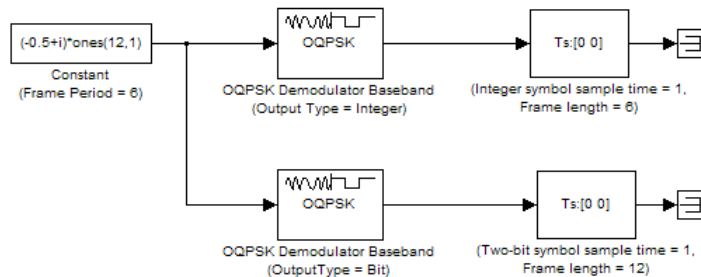 (-0.5+i)*ones(12,1)
Constant
(Frame Period = 6)
OQPSK
OQPSK Demodulator Baseband
(Output Type = Integer)
Ts:[0 0]
(Integer symbol sample time = 1,
Frame length = 6)
OQPSK
OQPSK Demodulator Baseband
(OutputType = Bit)
Ts:[0 0]
(Two-bit symbol sample time = 1,
Frame length = 12)